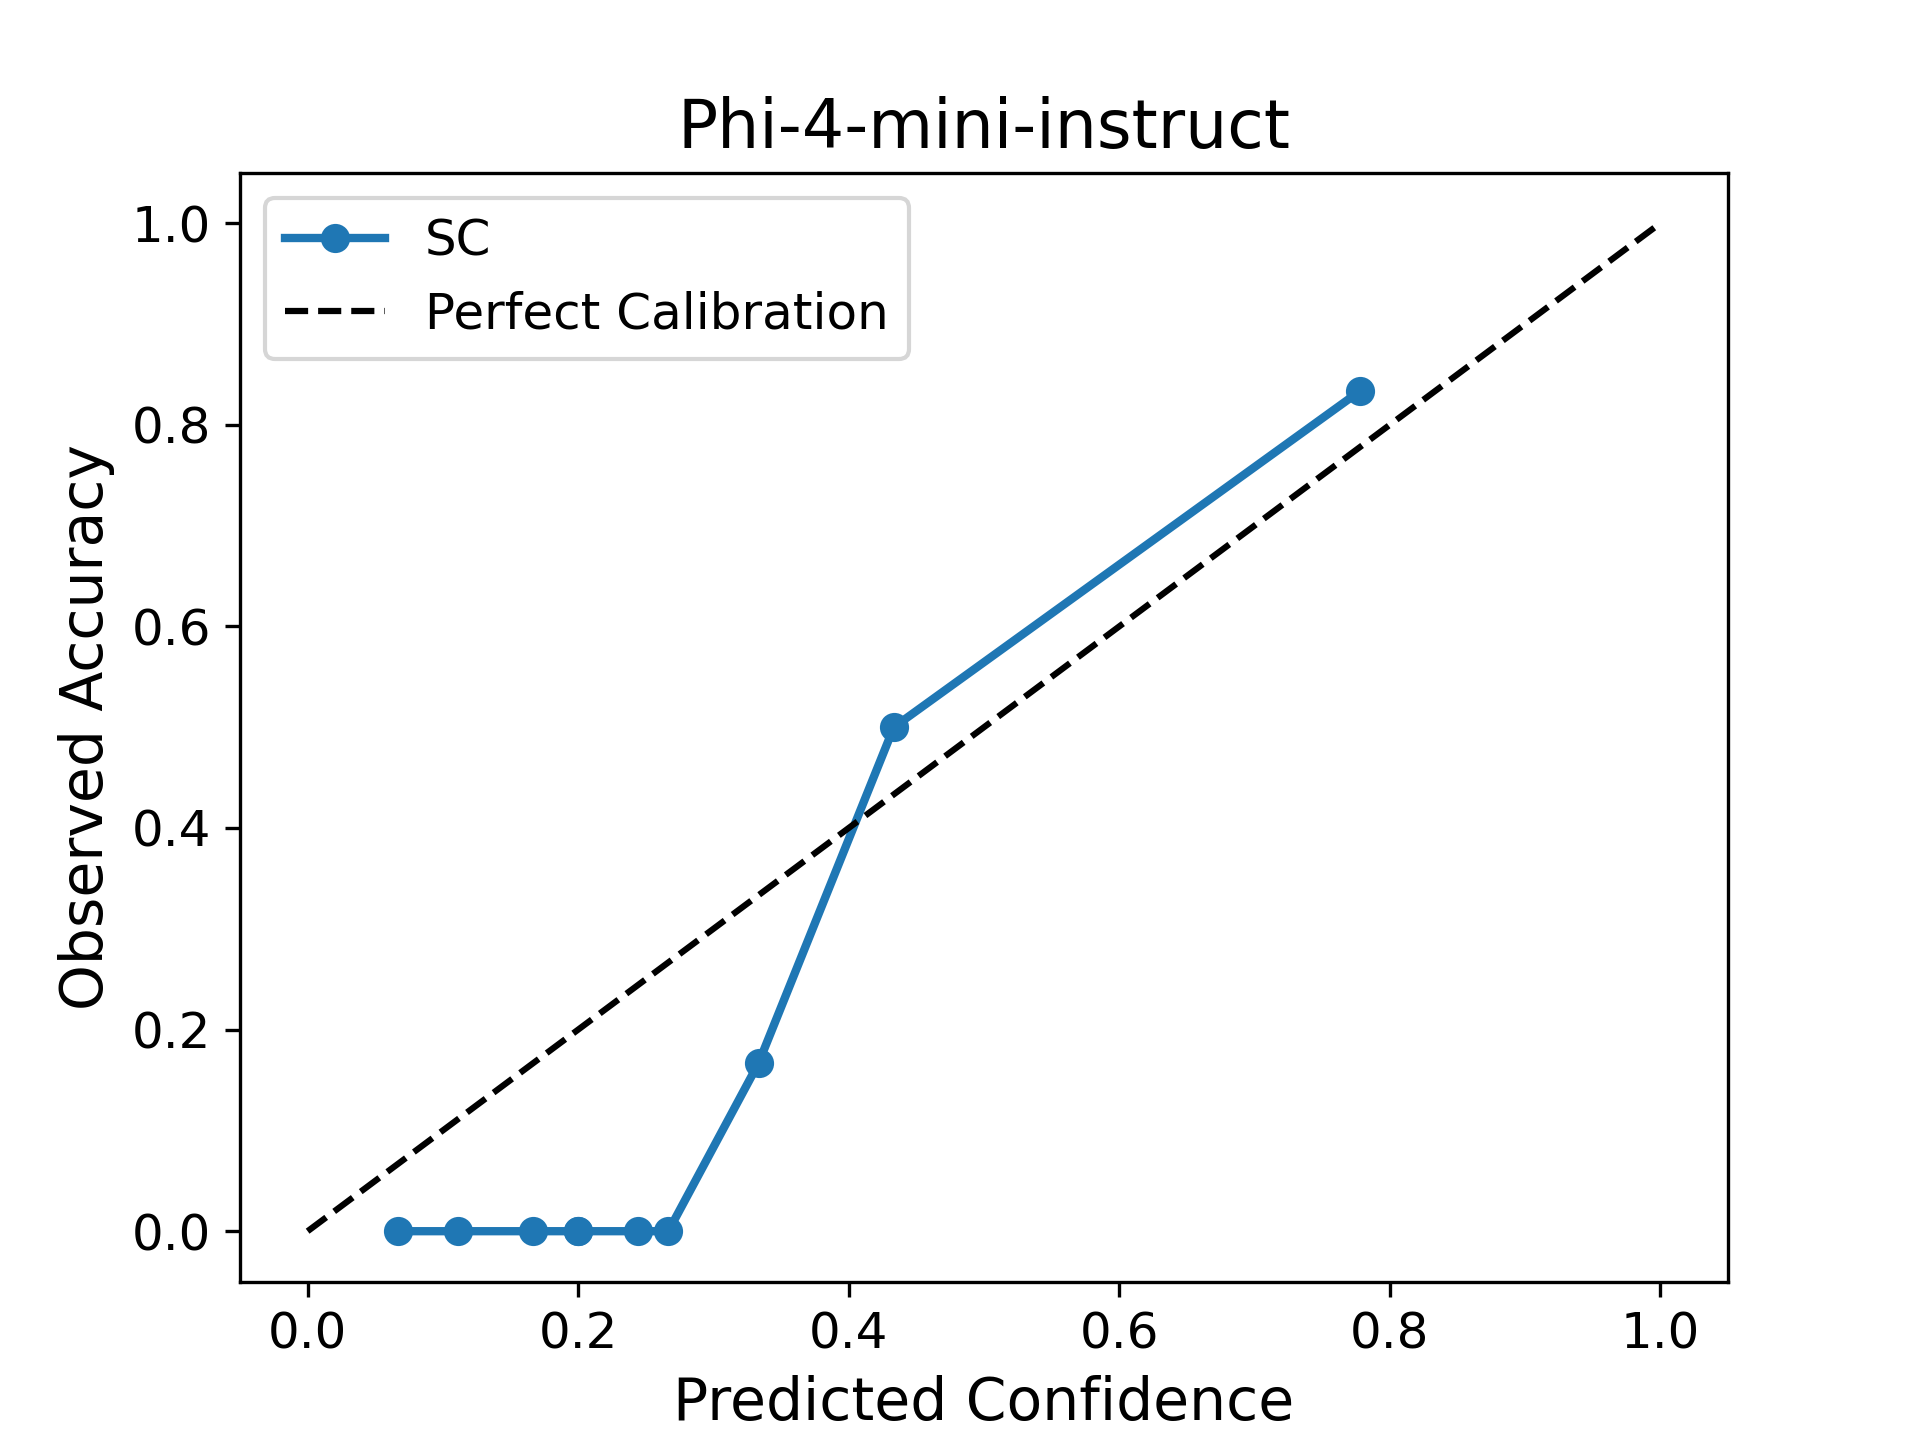 Phi-4-mini-instruct
SC
Perfect Calibration
1.0
0.8
0.6
0.4
0.2
0.0
Observed Accuracy
0.0 0.2 0.4 0.6 0.8 1.0
Predicted Confidence